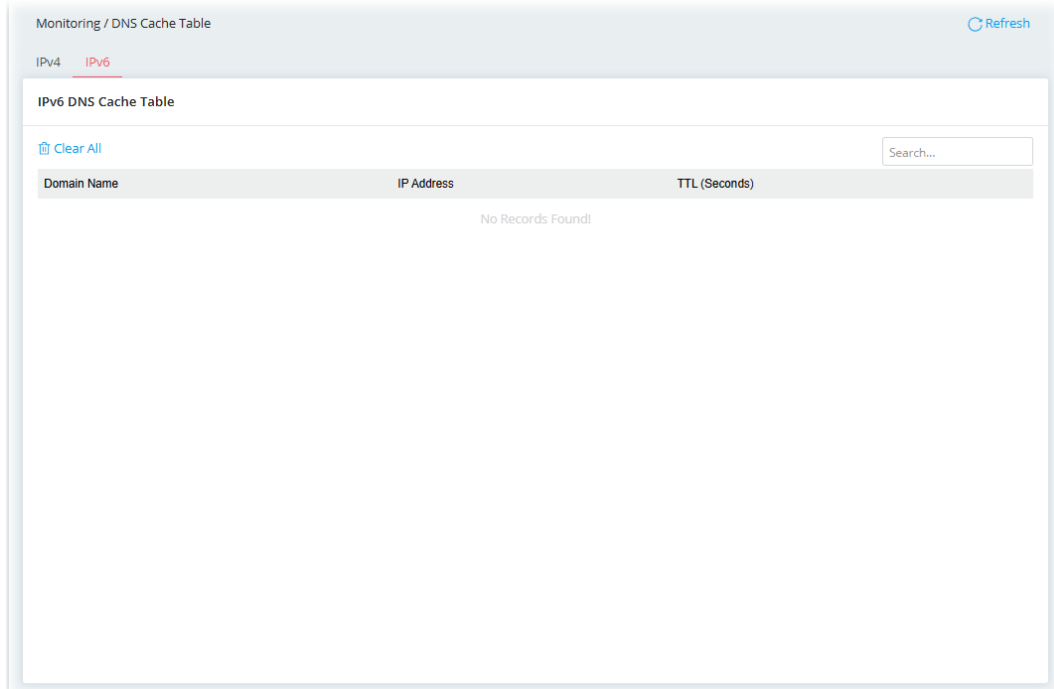 Monitoring / DNS Cache Table Refresh
IPv4 IPv6
IPv6 DNS Cache Table
Clear All Search...
Domain Name IP Address TTL (Seconds)
No Records Found!